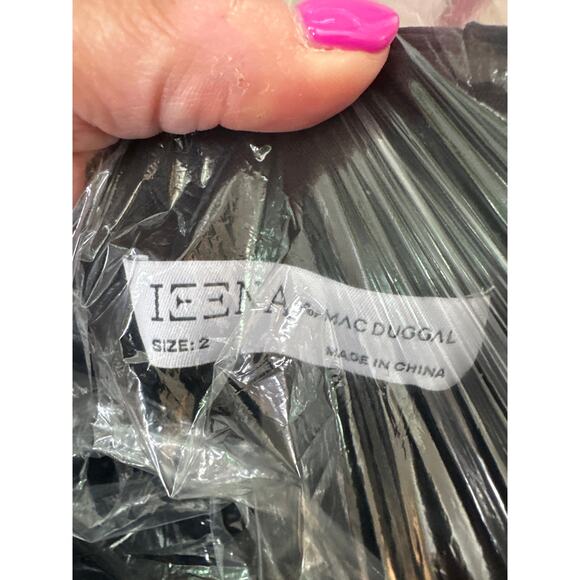 IEENA for MAC DUGGAL
SIZE: 2
MADE IN CHINA